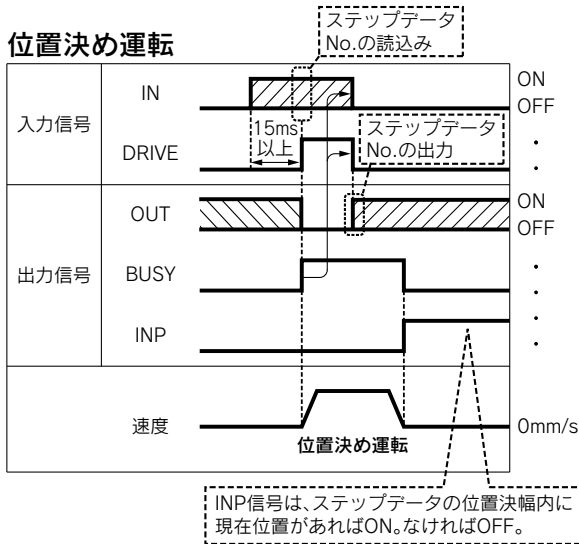 位置決め運転
ステップデータ
No.の読込み
入力信号
IN
ON
OFF
15ms
以上
ステップデータ
No.の出力
DRIVE
・
・
出力信号
OUT
ON
OFF
BUSY
・
・
INP
・
・
速度
0mm/s
位置決め運転
INP信号は、ステップデータの位置決幅内に
現在位置があればON。なければOFF。